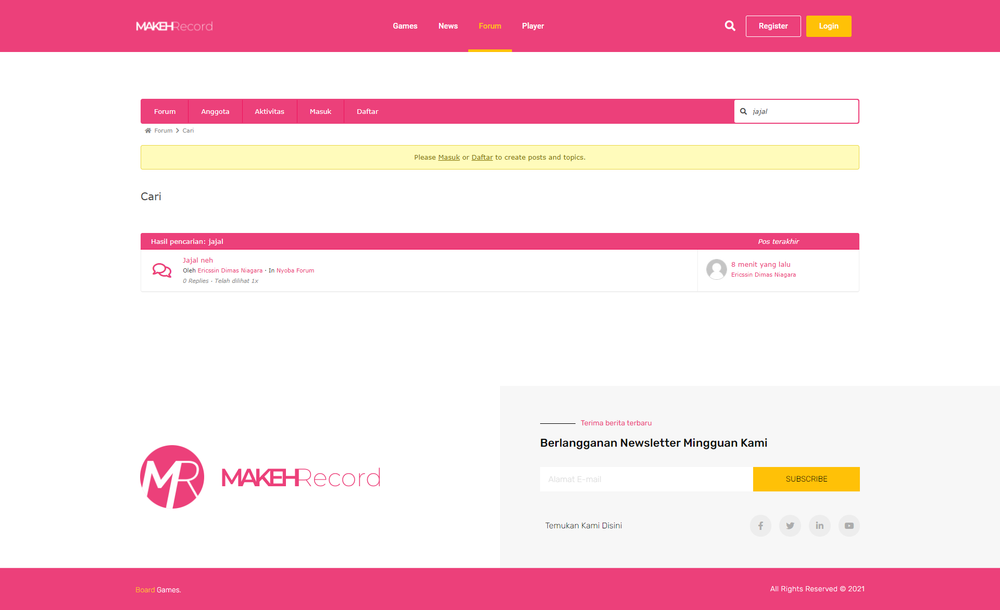 MAKEHRecord
Games News Forum Player
Register Login
Forum Anggota Aktivitas Masuk Daftar
jajal
Forum Cari
Please Masuk or Daftar to create posts and topics.
Cari
Hasil pencarian: jajal Pos terakhir
Jajal neh
Oleh Ericssin Dimas Niagara · In Nyoba Forum
0 Replies · Telah dilihat 1x
8 menit yang lalu
Ericssin Dimas Niagara
MR MAKEHRecord
Terima berita terbaru
Berlangganan Newsletter Mingguan Kami
Alamat E-mail SUBSCRIBE
Temukan Kami Disini
Board Games.
All Rights Reserved © 2021